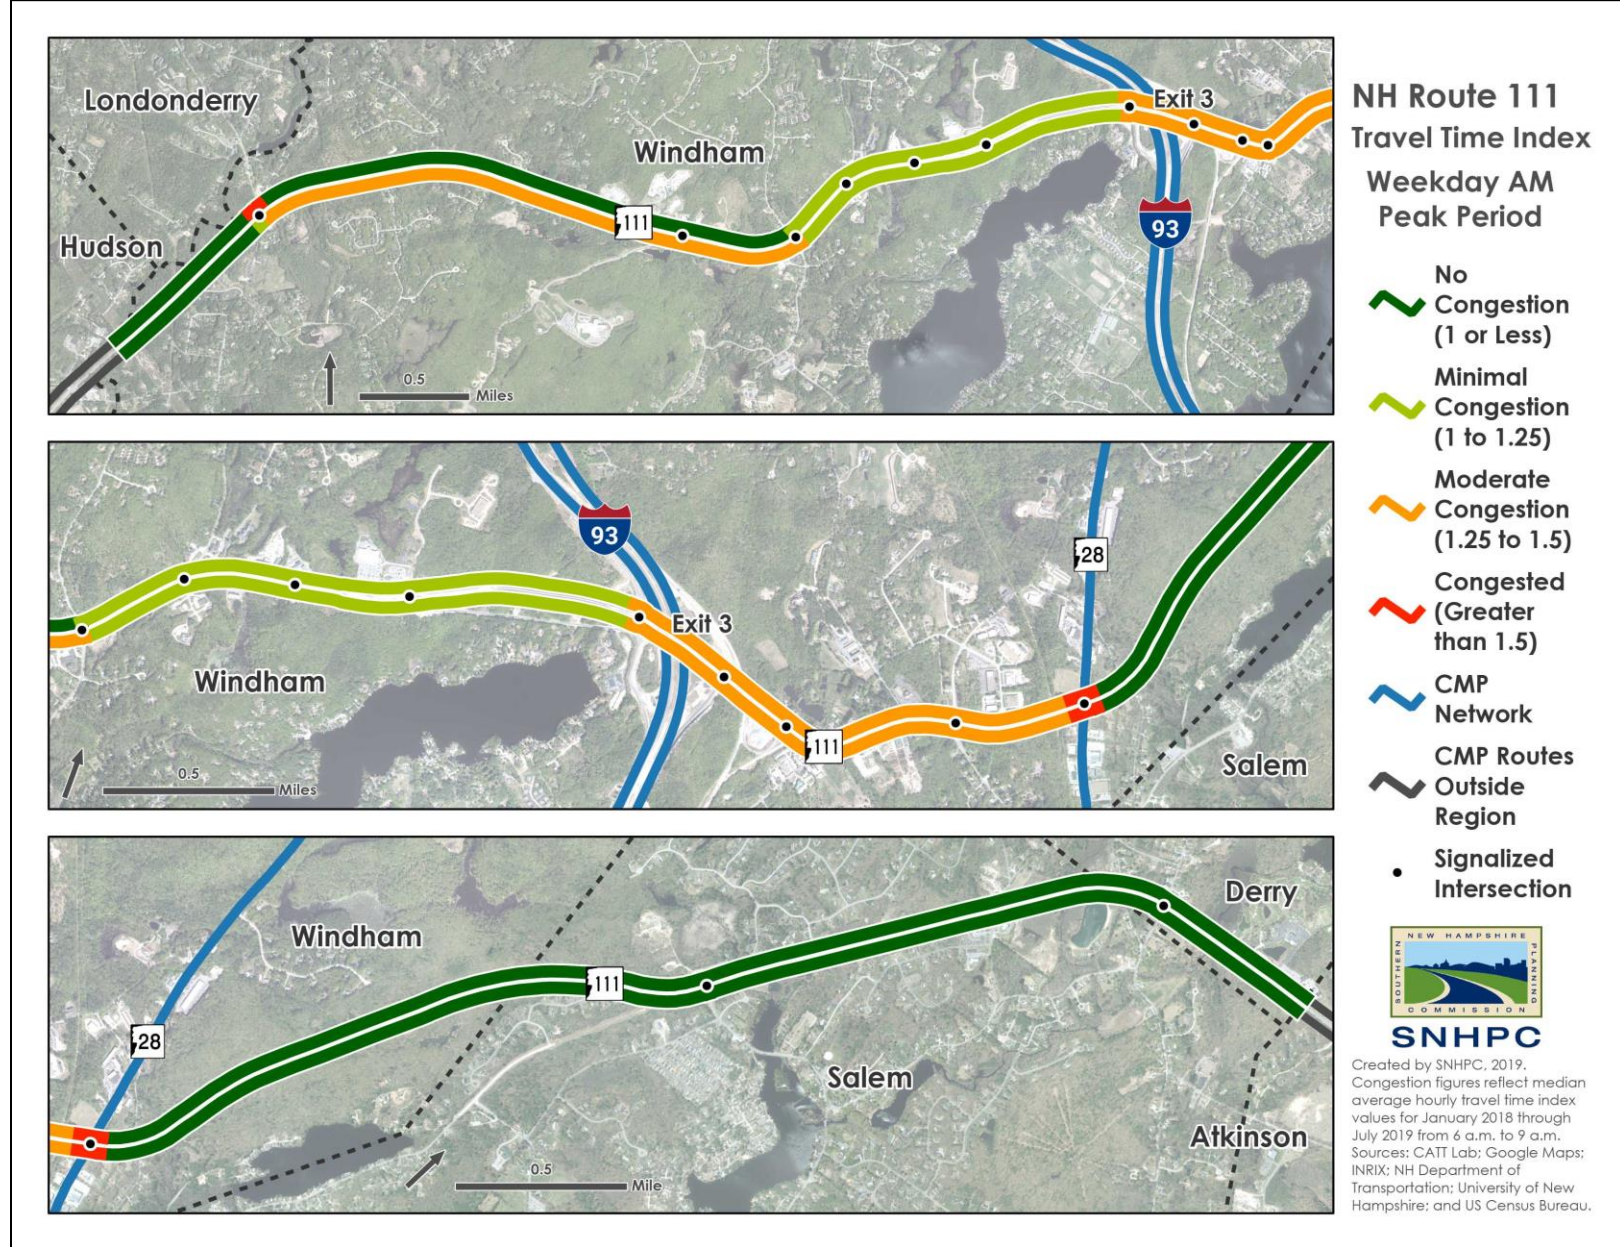 Londonderry
Windham
Exit 3
Hudson
111
93
0.5
Miles
93
28
Exit 3
Windham
111
Salem
0.5
Miles
Derry
Windham
111
28
Salem
Atkinson
0.5
Mile
NH Route 111
Travel Time Index
Weekday AM
Peak Period
No
Congestion
(1 or Less)
Minimal
Congestion
(1 to 1.25)
Moderate
Congestion
(1.25 to 1.5)
Congested
(Greater
than 1.5)
CMP
Network
CMP Routes
Outside
Region
Signalized
Intersection
NEW HAMPSHIRE
SOUTHERN
PLANNING
COMMISSION
SNHPC
Created by SNHPC, 2019.
Congestion figures reflect median
average hourly travel time index
values for January 2018 through
July 2019 from 6 a.m. to 9 a.m.
Sources: CATT Lab; Google Maps;
INRIX; NH Department of
Transportation; University of New
Hampshire; and US Census Bureau.